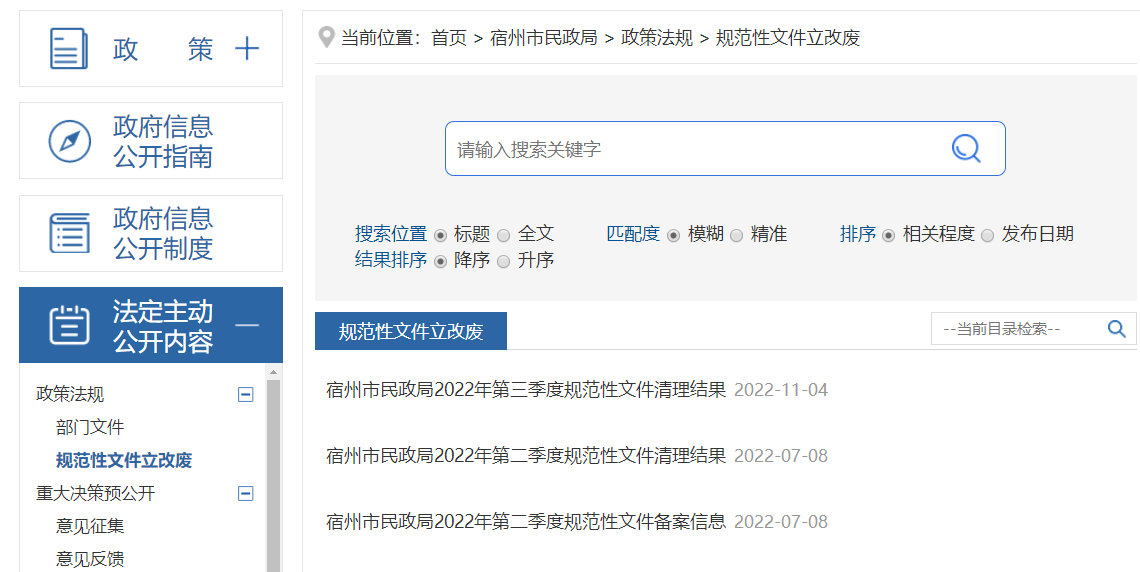 政 策
政府信息
公开指南
政府信息
公开制度
法定主动
公开内容
政策法规
部门文件
规范性文件立改废
重大决策预公开
意见征集
意见反馈
当前位置：首页 > 宿州市民政局 > 政策法规 > 规范性文件立改废
请输入搜索关键字
搜索位置 标题 全文 匹配度 模糊 精准 排序 相关程度 发布日期
结果排序 降序 升序
规范性文件立改废 --当前目录检索--
宿州市民政局2022年第三季度规范性文件清理结果 2022-11-04
宿州市民政局2022年第二季度规范性文件清理结果 2022-07-08
宿州市民政局2022年第二季度规范性文件备案信息 2022-07-08